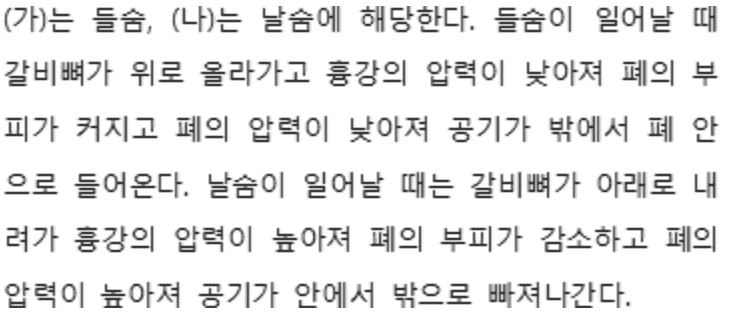 (가)는 들숨, (나)는 날숨에 해당한다. 들숨이 일어날 때
갈비뼈가 위로 올라가고 흉강의 압력이 낮아져 폐의 부
피가 커지고 폐의 압력이 낮아져 공기가 밖에서 폐 안
으로 들어온다. 날숨이 일어날 때는 갈비뼈가 아래로 내
려가 흉강의 압력이 높아져 폐의 부피가 감소하고 폐의
압력이 높아져 공기가 안에서 밖으로 빠져나간다.